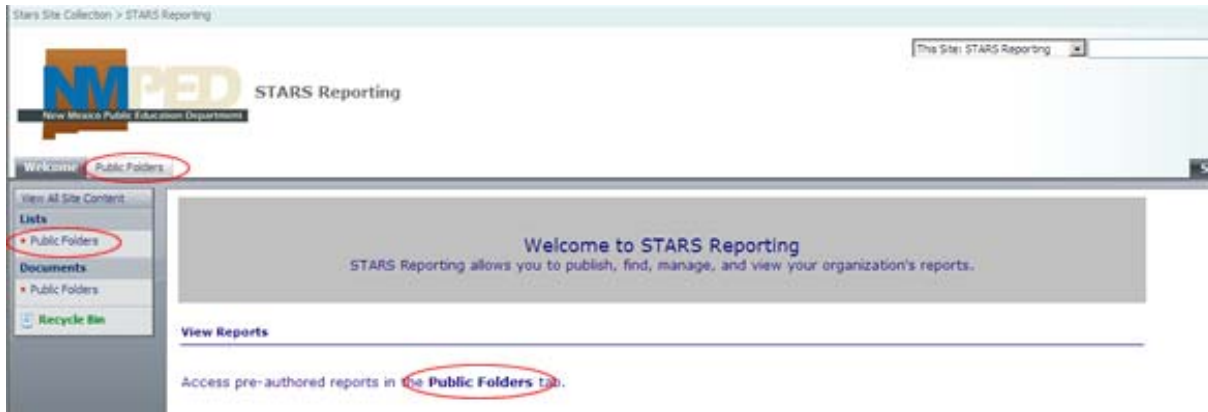 Stars Site Collection > STARS Reporting
This Site: STARS Reporting
NMPED
New Mexico Public Education Department
STARS Reporting
Welcome Public Folders
View All Site Content
Lists
Public Folders
Documents
Public Folders
Recycle Bin
Welcome to STARS Reporting
STARS Reporting allows you to publish, find, manage, and view your organization's reports.
View Reports
Access pre-authored reports in the Public Folders tab.